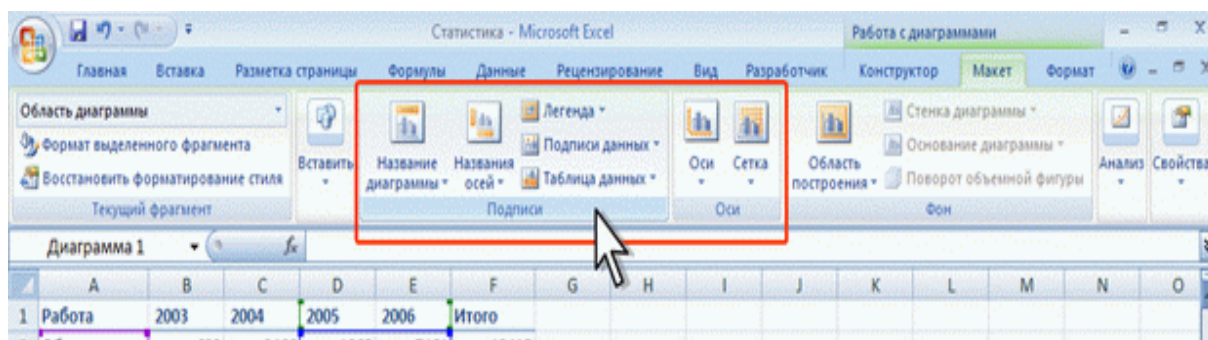 Статистика - Microsoft Excel
Работа с диаграммами
Главная Вставка Разметка страницы Формулы Данные Рецензирование Вид Разработчик Конструктор Макет Формат
Область диаграммы
Формат выделенного фрагмента
Восстановить форматирование стиля
Текущий фрагмент
Вставить
Название диаграммы
Названия осей
Легенда
Подписи данных
Таблица данных
Подписи
Оси Сетка
Оси
Область построения
Стенка диаграммы
Основание диаграммы
Поворот объемной фигуры
Фон
Анализ
Свойства
Диаграмма 1 fx
A B C D E F G H I J K L M N O
1 Работа 2003 2004 2005 2006 Итого